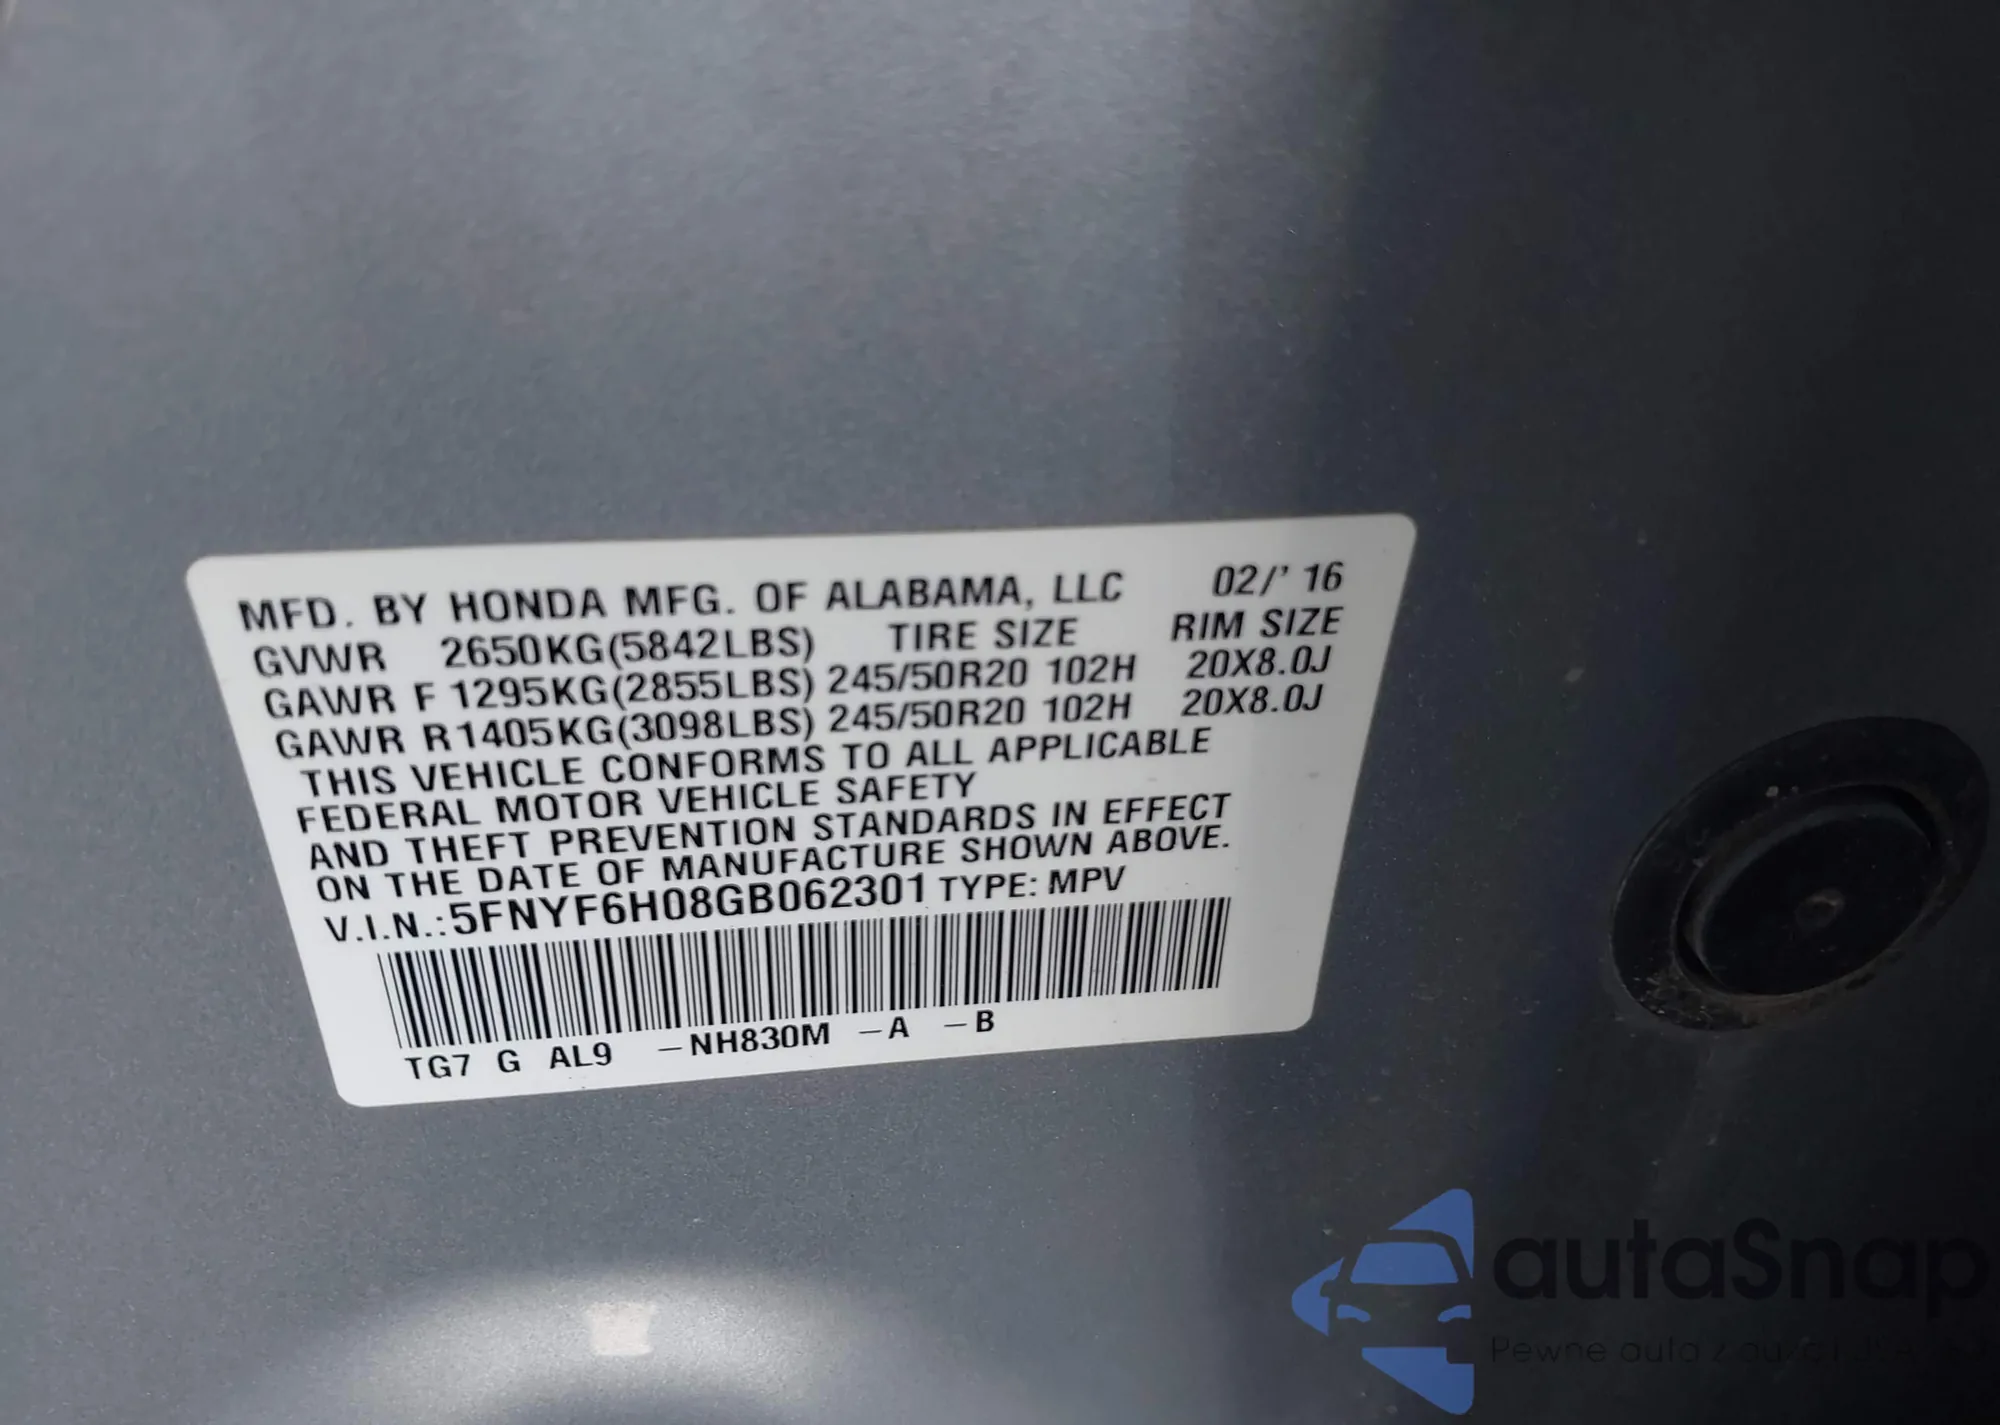 MFD. BY HONDA MFG. OF ALABAMA, LLC 02/' 16
GVWR 2650KG(5842LBS) TIRE SIZE RIM SIZE
GAWR F 1295KG(2855LBS) 245/50R20 102H 20X8.0J
GAWR R1405KG(3098LBS) 245/50R20 102H 20X8.0J
THIS VEHICLE CONFORMS TO ALL APPLICABLE
FEDERAL MOTOR VEHICLE SAFETY
AND THEFT PREVENTION STANDARDS IN EFFECT
ON THE DATE OF MANUFACTURE SHOWN ABOVE.
V.I.N.: 5FNYF6H08GB062301 TYPE: MPV
TG7 G AL9 -NH830M -A -B
autaSnap
Pewne auta z